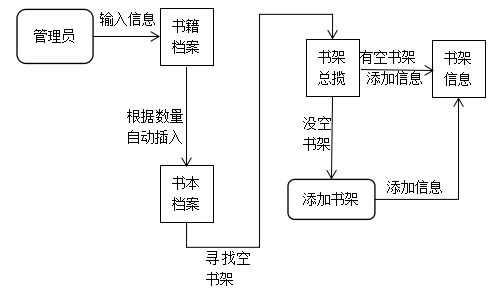 管理员
输入信息
书籍
档案
根据数量
自动插入
书本
档案
寻找空
书架
书架
总揽
有空书架
添加信息
书架
信息
没空
书架
添加书架
添加信息